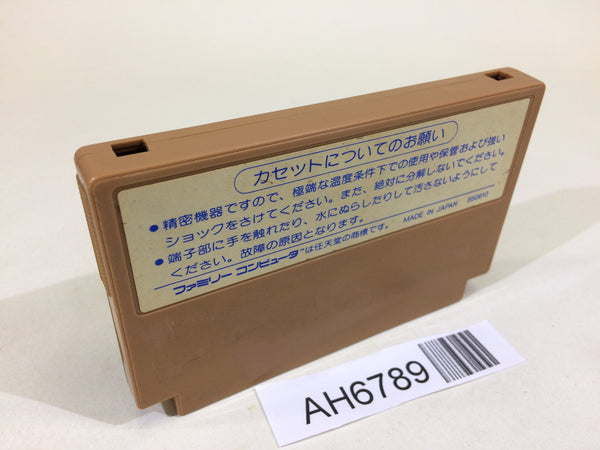 カセットについてのお願い
●精密機器ですので、極端な温度条件下での使用や保管および強い
ショックをさけてください。また、絶対に分解しないでください。
●端子部に手を触れたり、水にぬらしたりして汚さないようにして
ください。故障の原因となります。
ファミリー コンピュータ™は任天堂の商標です。 MADE IN JAPAN 850610
AH6789